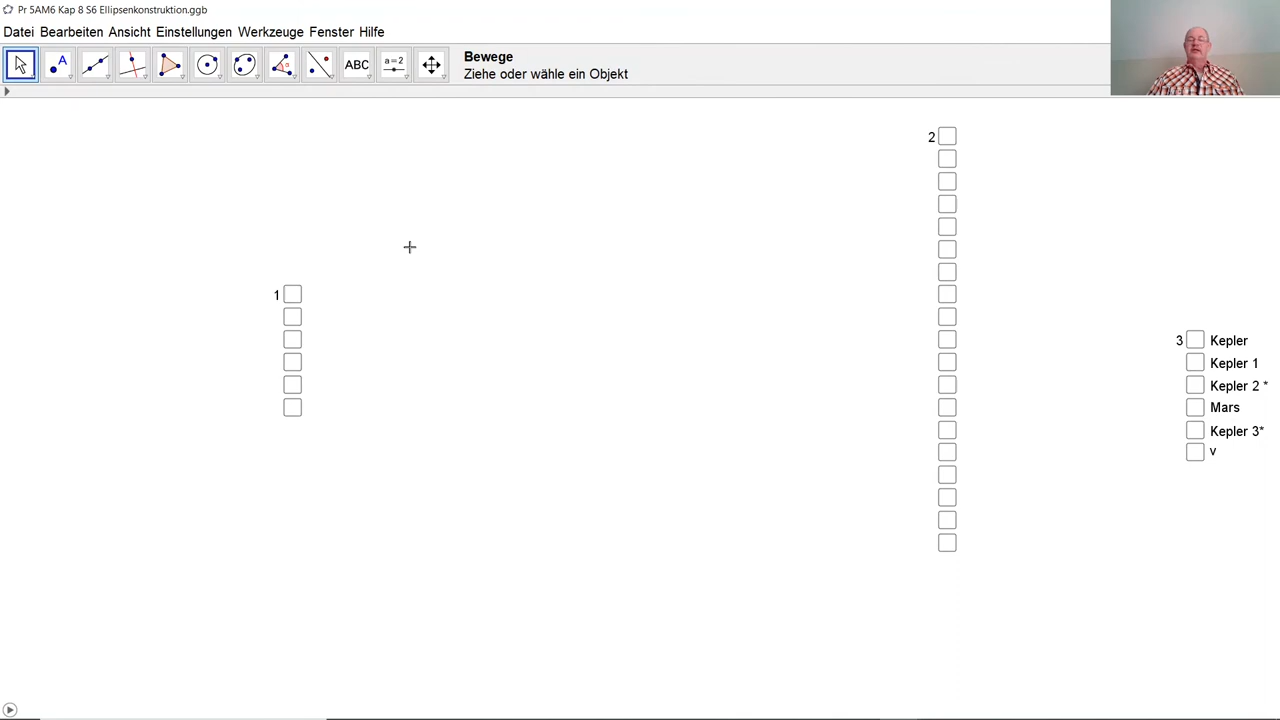 Pr 5AM6 Kap 8 S6 Ellipsenkonstruktion.ggb
Datei Bearbeiten Ansicht Einstellungen Werkzeuge Fenster Hilfe
A
ABC
a=2
Bewege
Ziehe oder wähle ein Objekt
2
1
3 Kepler
Kepler 1
Kepler 2 *
Mars
Kepler 3*
v